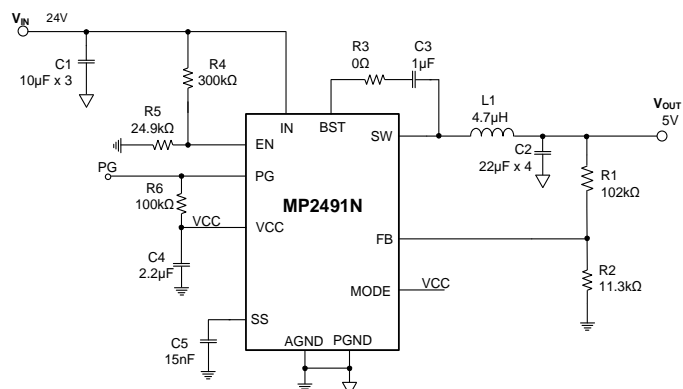 VIN 24V
C1
10µF x 3
R4
300kΩ
R5
24.9kΩ
R3
0Ω
C3
1µF
IN
BST
SW
L1
4.7µH
VOUT
5V
C2
22µF x 4
R1
102kΩ
EN
PG
PG
R6
100kΩ
MP2491N
VCC
VCC
C4
2.2µF
FB
R2
11.3kΩ
MODE
VCC
SS
C5
15nF
AGND
PGND